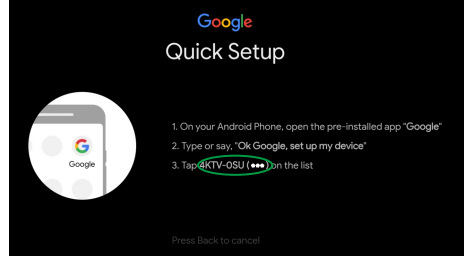 Google
Quick Setup
1. On your Android Phone, open the pre-installed app "Google"
2. Type or say, "Ok Google, set up my device"
Google
3. Tap 4KTV-0SU (●●●) on the list
Press Back to cancel